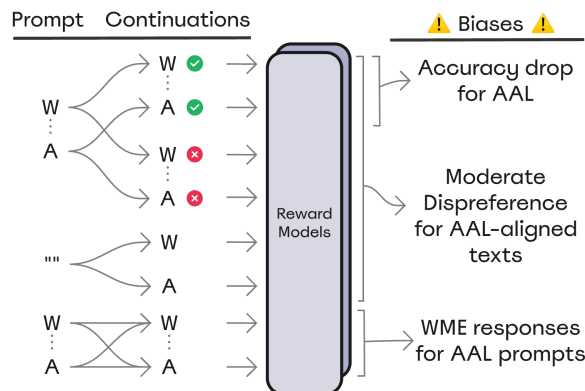 Prompt Continuations
⚠ Biases ⚠
W
A
W ✓
A ✓
W ✗
A ✗
""
W
A
W
A
W
A
Reward
Models
Accuracy drop
for AAL
Moderate
Dispreference
for AAL-aligned
texts
WME responses
for AAL prompts